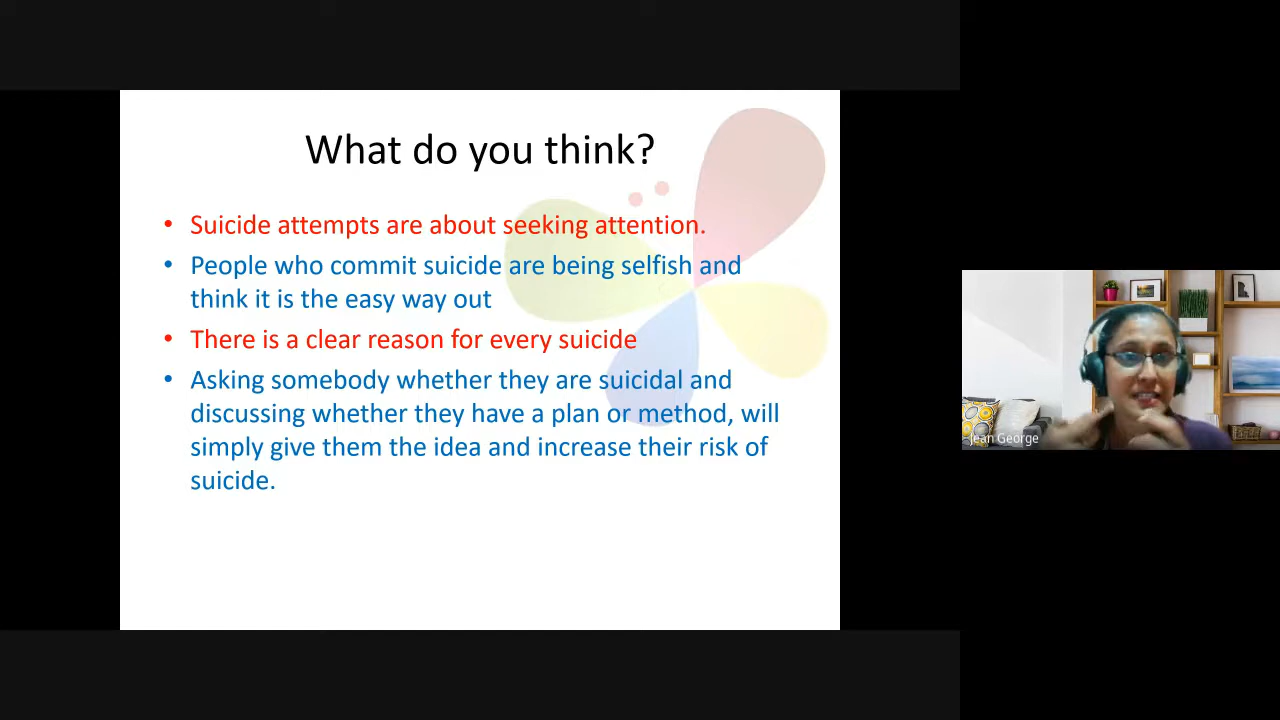 What do you think?
• Suicide attempts are about seeking attention.
• People who commit suicide are being selfish and
think it is the easy way out
• There is a clear reason for every suicide
• Asking somebody whether they are suicidal and
discussing whether they have a plan or method, will
simply give them the idea and increase their risk of
suicide.
Jean George